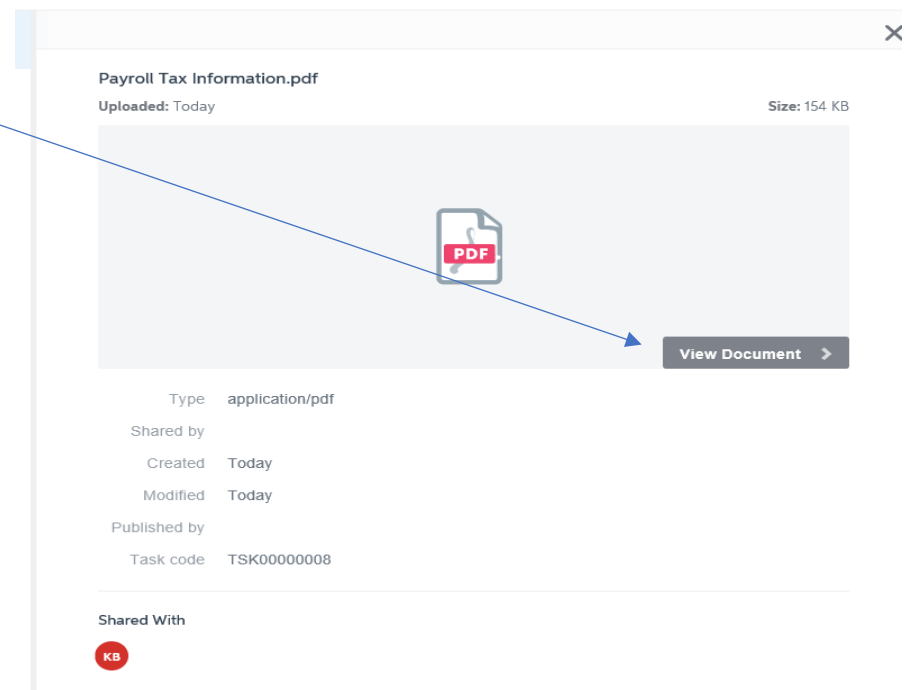 Payroll Tax Information.pdf
Uploaded: Today Size: 154 KB
PDF
View Document
Type application/pdf
Shared by
Created Today
Modified Today
Published by
Task code TSK00000008
Shared With
KB